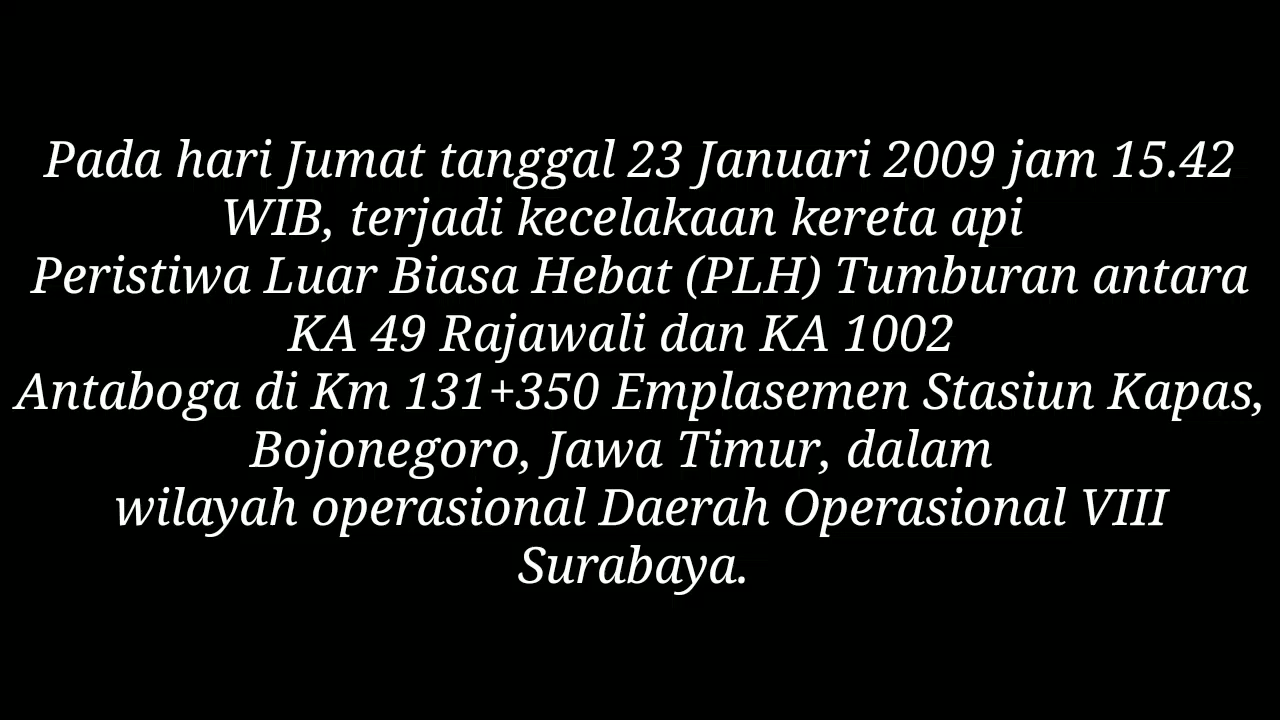 Pada hari Jumat tanggal 23 Januari 2009 jam 15.42
WIB, terjadi kecelakaan kereta api
Peristiwa Luar Biasa Hebat (PLH) Tumburan antara
KA 49 Rajawali dan KA 1002
Antaboga di Km 131+350 Emplasemen Stasiun Kapas,
Bojonegoro, Jawa Timur, dalam
wilayah operasional Daerah Operasional VIII
Surabaya.